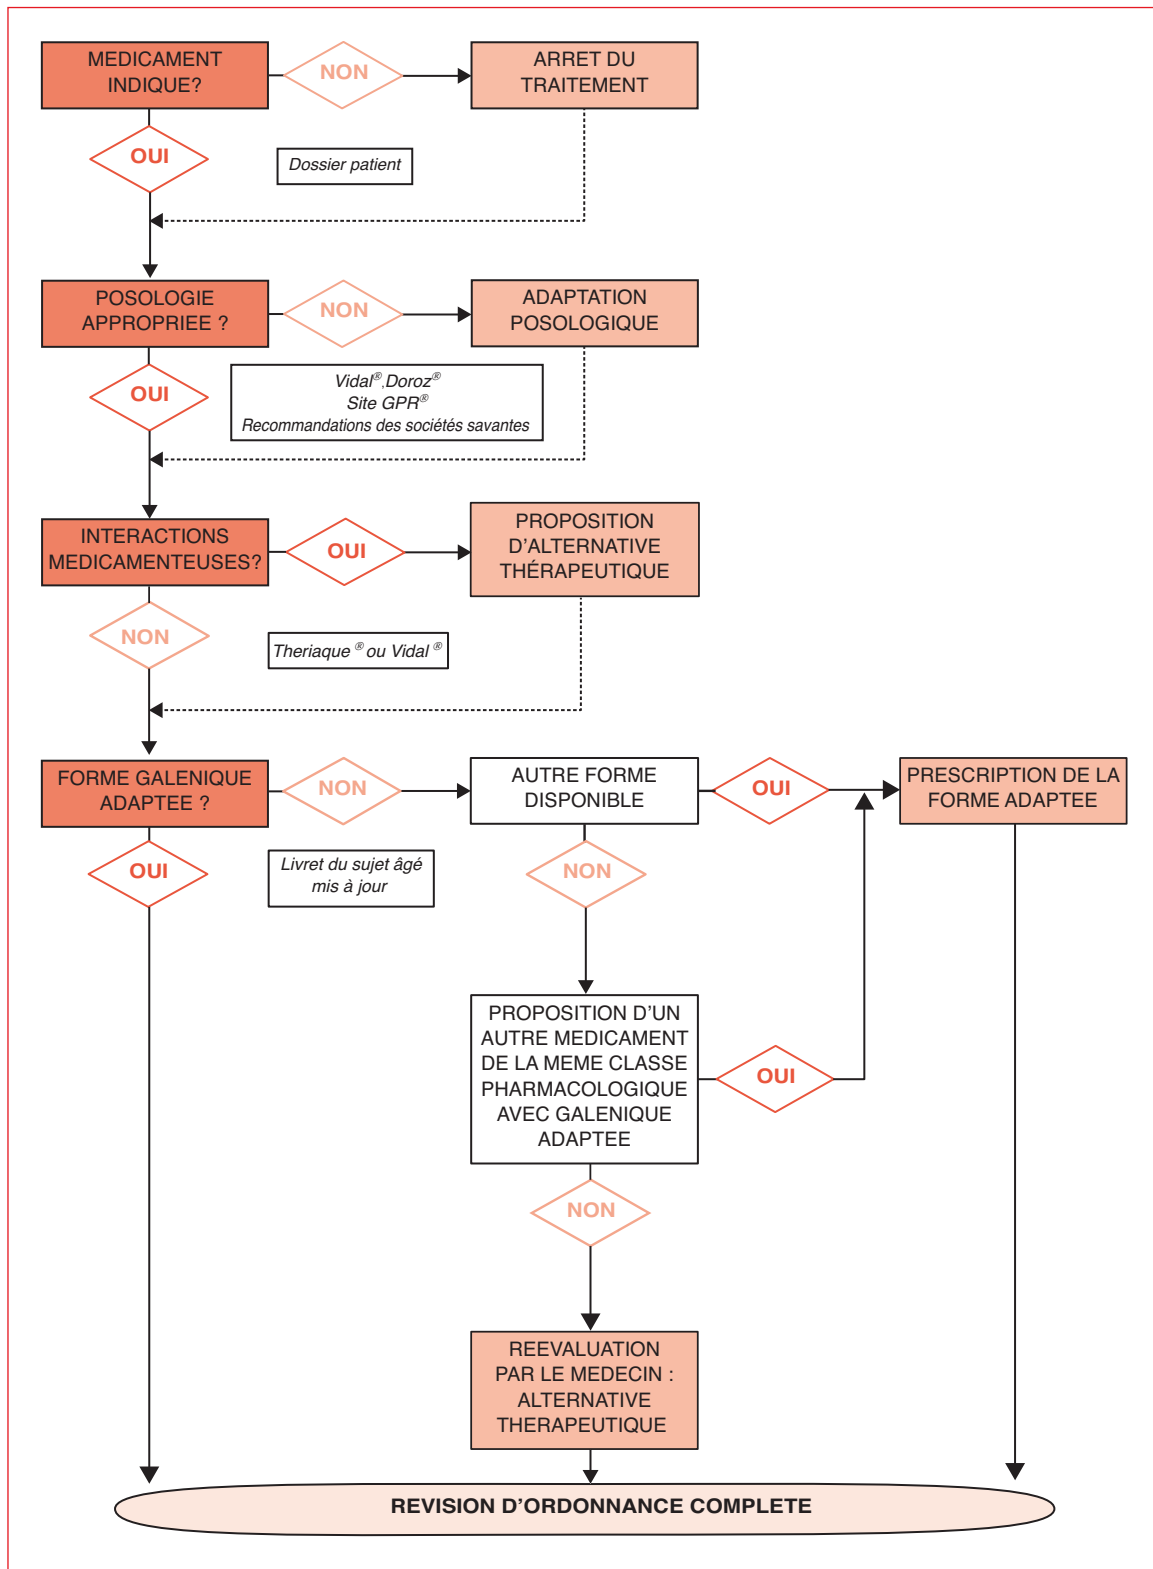 MEDICAMENT
INDIQUE?
NON
ARRET DU
TRAITEMENT
OUI
Dossier patient
POSOLOGIE
APPROPRIEE ?
NON
ADAPTATION
POSOLOGIQUE
OUI
Vidal®,Doroz®
Site GPR®
Recommandations des sociétés savantes
INTERACTIONS
MEDICAMENTEUSES?
OUI
PROPOSITION
D'ALTERNATIVE
THÉRAPEUTIQUE
NON
Theriaque ® ou Vidal ®
FORME GALENIQUE
ADAPTEE ?
NON
AUTRE FORME
DISPONIBLE
OUI
PRESCRIPTION DE LA
FORME ADAPTEE
OUI
Livret du sujet âgé
mis à jour
NON
PROPOSITION D'UN
AUTRE MEDICAMENT
DE LA MEME CLASSE
PHARMACOLOGIQUE
AVEC GALENIQUE
ADAPTEE
OUI
NON
REEVALUATION
PAR LE MEDECIN :
ALTERNATIVE
THERAPEUTIQUE
REVISION D'ORDONNANCE COMPLETE